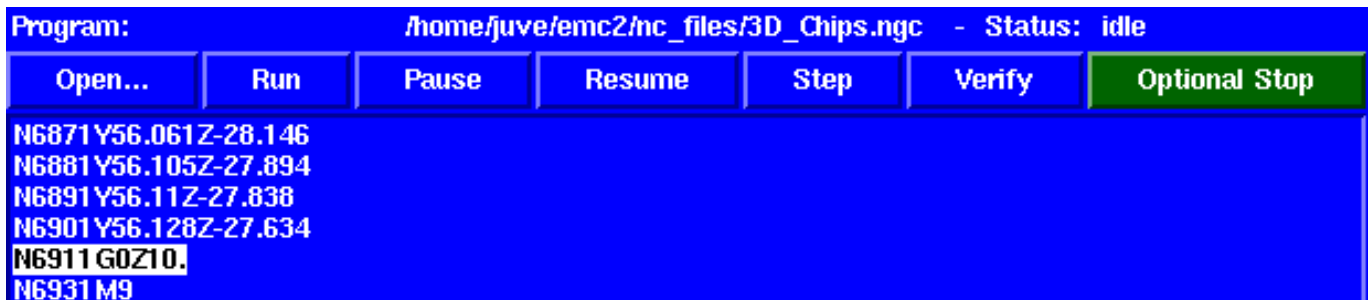 Program: /home/juve/emc2/nc_files/3D_Chips.ngc - Status: idle
Open... Run Pause Resume Step Verify Optional Stop
N6871Y56.061Z-28.146
N6881Y56.105Z-27.894
N6891Y56.11Z-27.838
N6901Y56.128Z-27.634
N6911G0Z10.
N6931M9